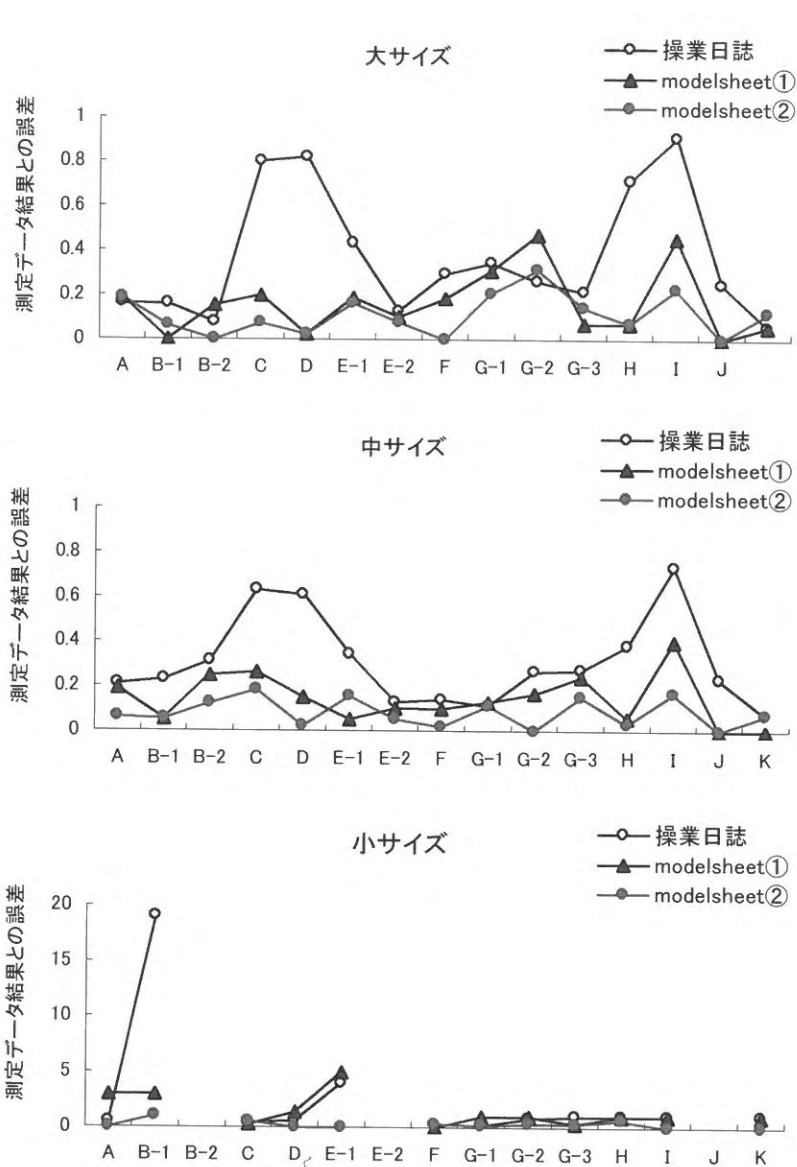 大サイズ
操業日誌
modelsheet①
modelsheet②
測定データ結果との誤差
1
0.8
0.6
0.4
0.2
0
A B-1 B-2 C D E-1 E-2 F G-1 G-2 G-3 H I J
中サイズ
操業日誌
modelsheet①
modelsheet②
測定データ結果との誤差
1
0.8
0.6
0.4
0.2
0
A B-1 B-2 C D E-1 E-2 F G-1 G-2 G-3 H I J K
小サイズ
操業日誌
modelsheet①
modelsheet②
測定データ結果との誤差
20
15
10
5
0
A B-1 B-2 C D E-1 E-2 F G-1 G-2 G-3 H I J K